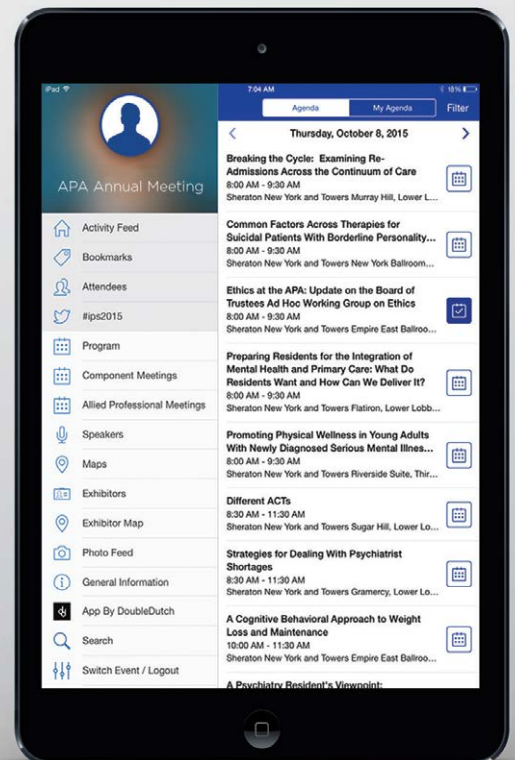 iPad
7:04 AM
18%
APA Annual Meeting
Activity Feed
Bookmarks
Attendees
#ips2015
Program
Component Meetings
Allied Professional Meetings
Speakers
Maps
Exhibitors
Exhibitor Map
Photo Feed
General Information
App By DoubleDutch
Search
Switch Event / Logout
Agenda
My Agenda
Filter
Thursday, October 8, 2015
Breaking the Cycle: Examining Re-
Admissions Across the Continuum of Care
8:00 AM - 9:30 AM
Sheraton New York and Towers Murray Hill, Lower L...
Common Factors Across Therapies for
Suicidal Patients With Borderline Personality...
8:00 AM - 9:30 AM
Sheraton New York and Towers New York Ballroom...
Ethics at the APA: Update on the Board of
Trustees Ad Hoc Working Group on Ethics
8:00 AM - 9:30 AM
Sheraton New York and Towers Empire East Ballroo...
Preparing Residents for the Integration of
Mental Health and Primary Care: What Do
Residents Want and How Can We Deliver It?
8:00 AM - 9:30 AM
Sheraton New York and Towers Flatiron, Lower Lobb...
Promoting Physical Wellness in Young Adults
With Newly Diagnosed Serious Mental Illnes...
8:00 AM - 9:30 AM
Sheraton New York and Towers Riverside Suite, Thir...
Different ACTs
8:30 AM - 11:30 AM
Sheraton New York and Towers Sugar Hill, Lower Lo...
Strategies for Dealing With Psychiatrist
Shortages
8:30 AM - 11:30 AM
Sheraton New York and Towers Gramercy, Lower Lo...
A Cognitive Behavioral Approach to Weight
Loss and Maintenance
10:00 AM - 11:30 AM
Sheraton New York and Towers Empire East Ballroo...
A Psychiatry Resident's Viewpoint: